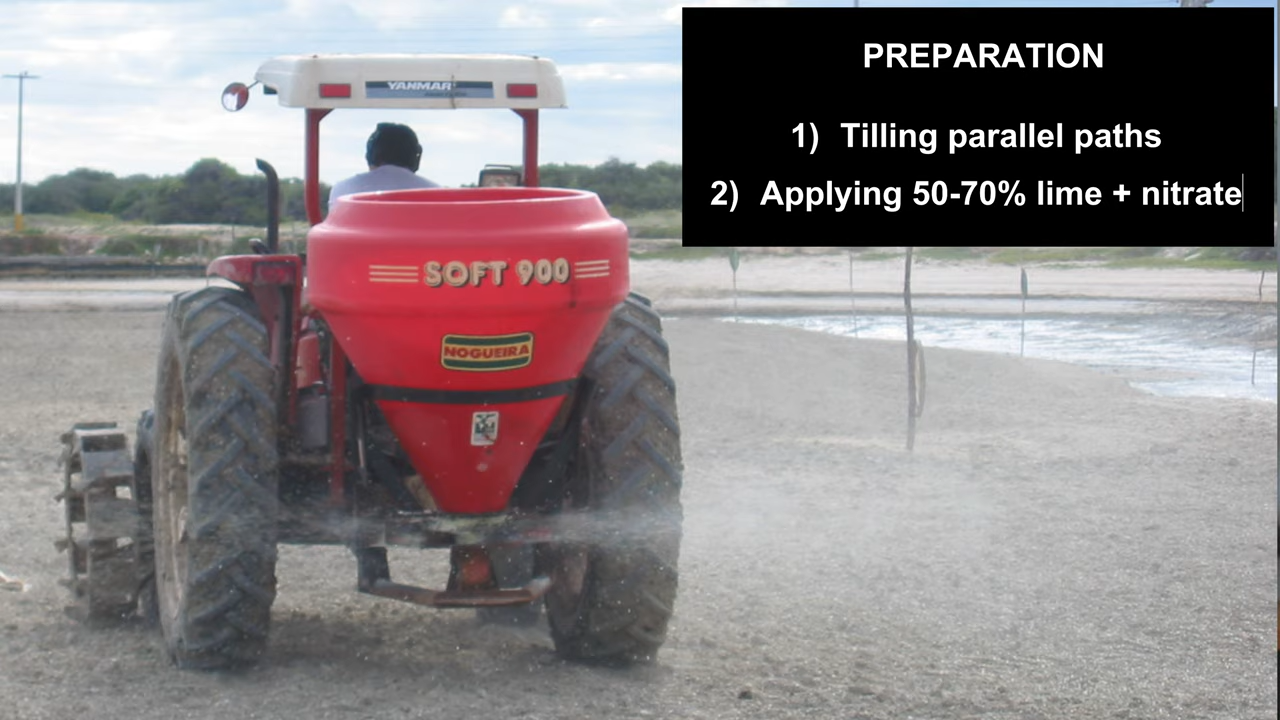 PREPARATION
1) Tilling parallel paths
2) Applying 50-70% lime + nitrate
YANMAR
SOFT 900
NOGUEIRA